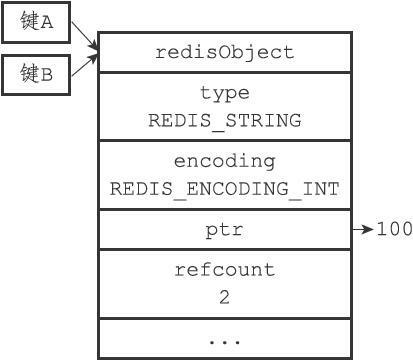 键A
键B
redisObject
type
REDIS_STRING
encoding
REDIS_ENCODING_INT
ptr
100
refcount
2
...